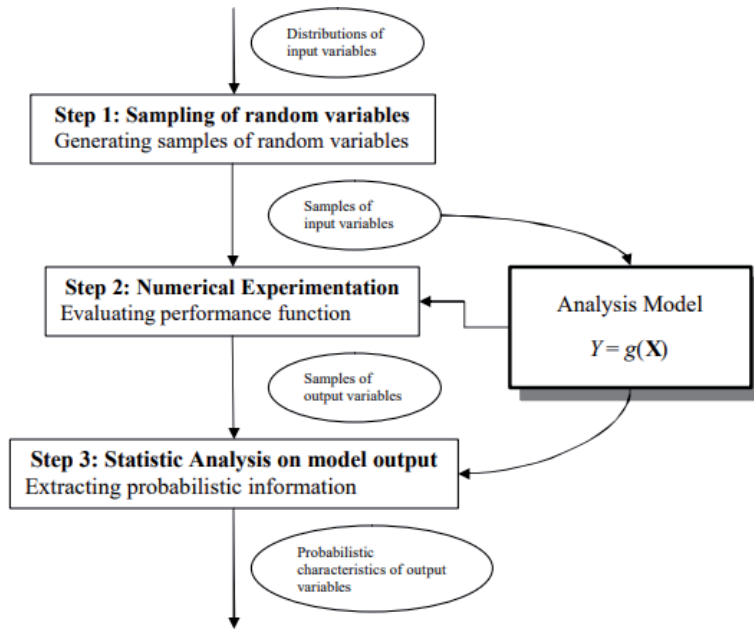 Distributions of
input variables
Step 1: Sampling of random variables
Generating samples of random variables
Samples of
input variables
Step 2: Numerical Experimentation
Evaluating performance function
Analysis Model
Y = g(X)
Samples of
output variables
Step 3: Statistic Analysis on model output
Extracting probabilistic information
Probabilistic
characteristics of output
variables